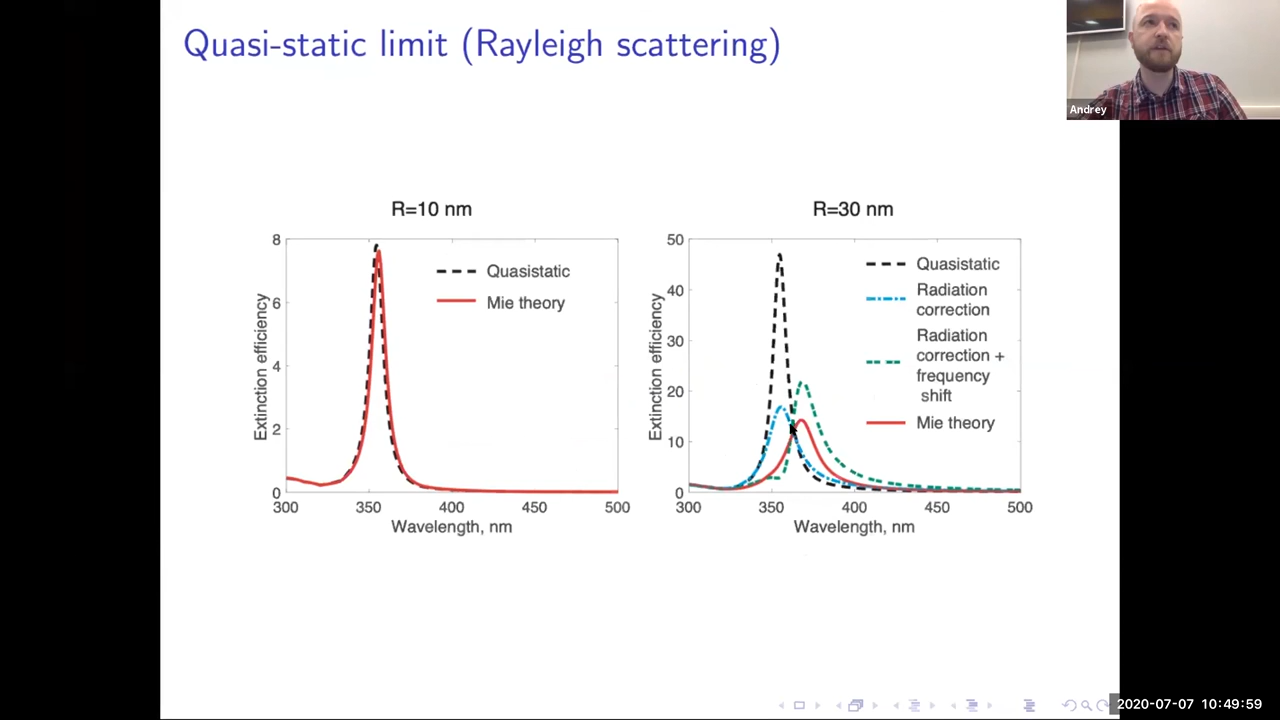 Quasi-static limit (Rayleigh scattering)
Andrey
R=10 nm
Extinction efficiency
8
6
4
2
0
Quasistatic
Mie theory
300
350
400
450
500
Wavelength, nm
R=30 nm
Extinction efficiency
50
40
30
20
10
0
Quasistatic
Radiation
correction
Radiation
correction +
frequency
shift
Mie theory
300
350
400
450
500
Wavelength, nm
2020-07-07 10:49:59